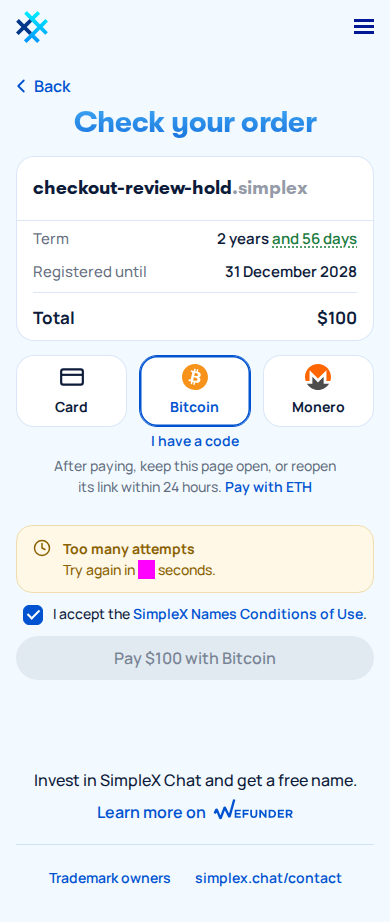 Back
Check your order
checkout-review-hold.simplex
Term 2 years and 56 days
Registered until 31 December 2028
Total $100
Card Bitcoin Monero
I have a code
After paying, keep this page open, or reopen
its link within 24 hours. Pay with ETH
Too many attempts
Try again in seconds.
I accept the SimpleX Names Conditions of Use.
Pay $100 with Bitcoin
Invest in SimpleX Chat and get a free name.
Learn more on WEFUNDER
Trademark owners simplex.chat/contact